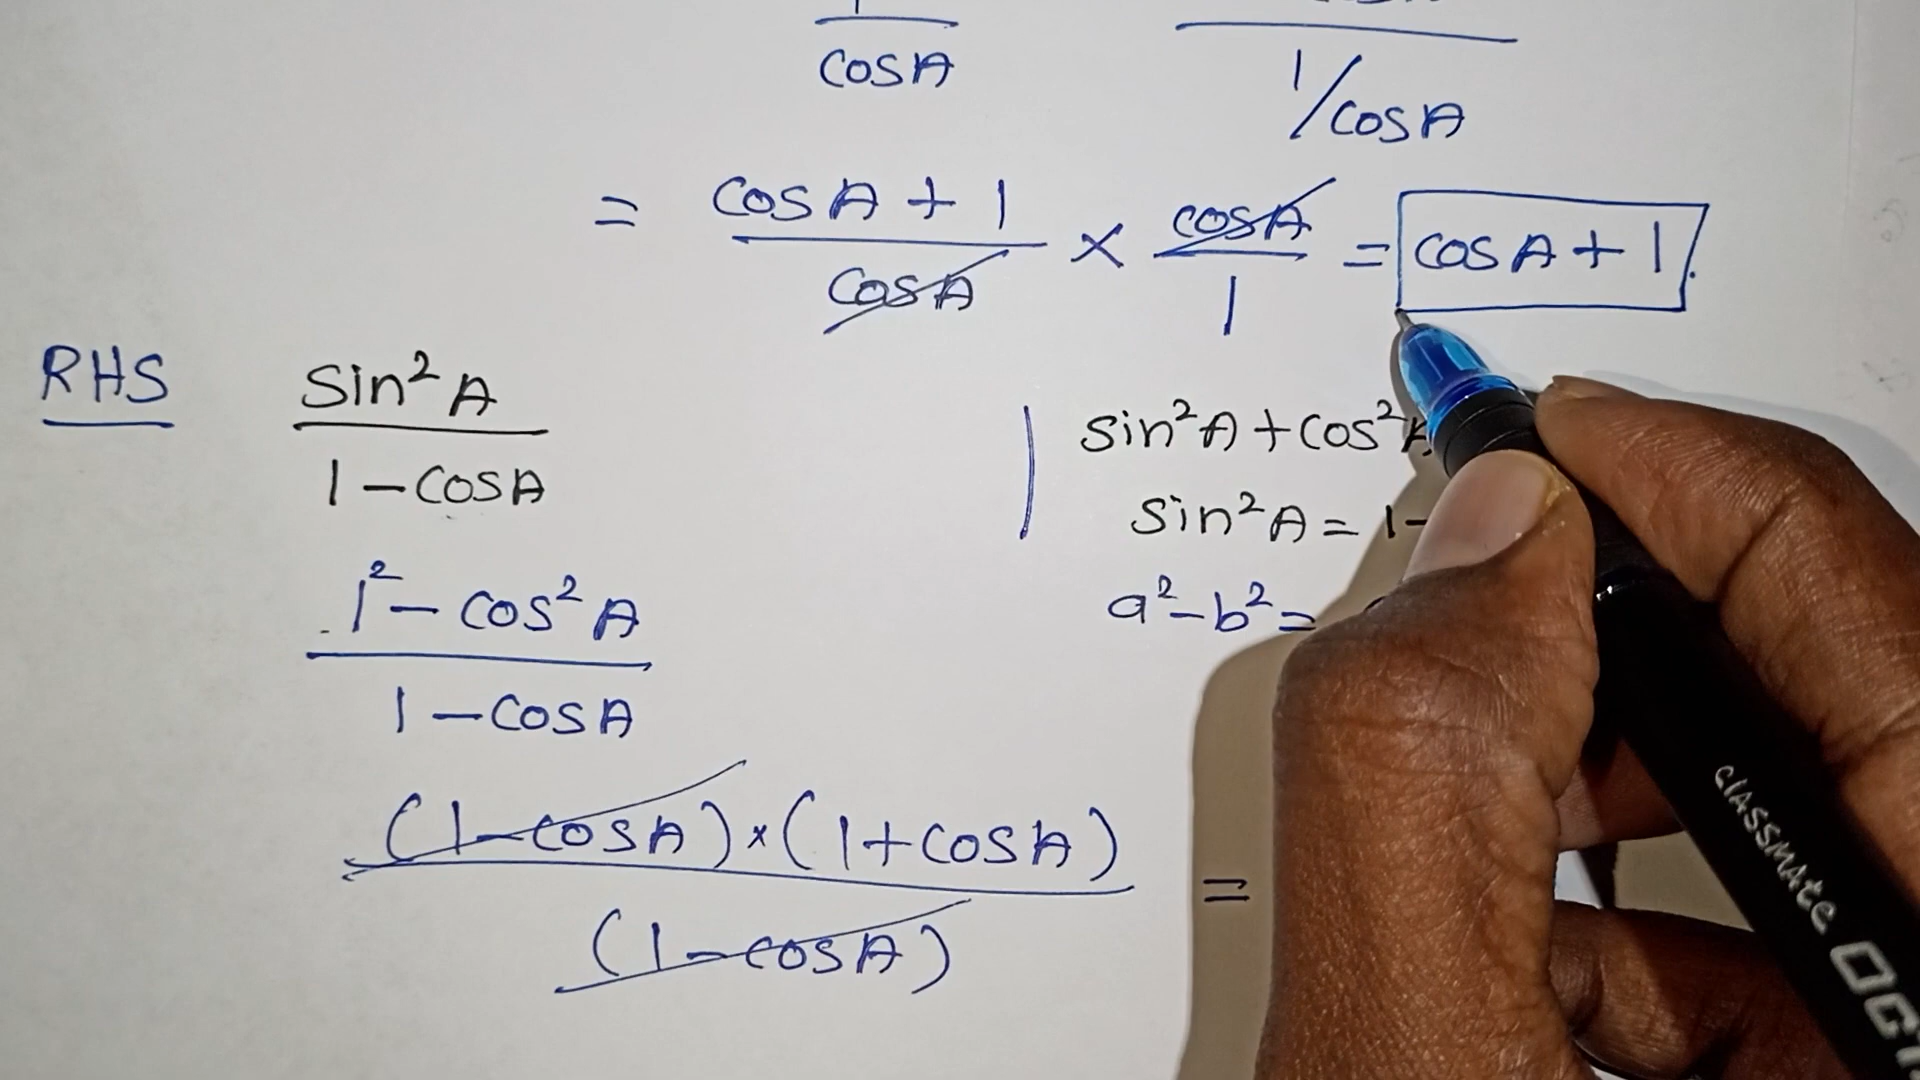 cosA 1/cosA
= cosA + 1 / cosA × cosA / 1 = cosA + 1
RHS sin²A / 1 - cosA
sin²A + cos²A
sin²A = 1 -
1² - cos²A / 1 - cosA
a² - b² =
(1 - cosA) × (1 + cosA) / (1 - cosA) =
classmate Oct